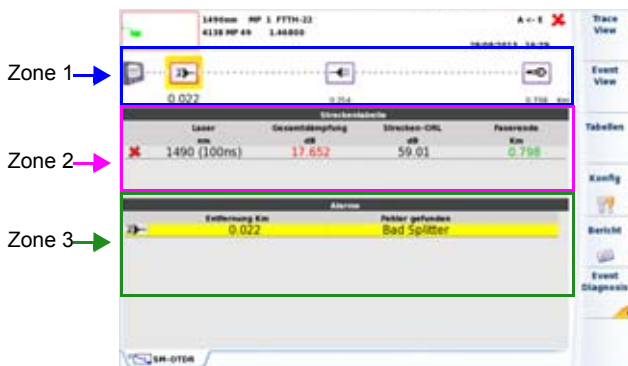 1490nm MP 1 FTTH-22 A <- E
4138 MP 49 1.46800
Trace View
Zone 1
Event View
0.022
Km
Streckentabelle
Tabellen
Laser Gesamtdämpfung Strecken-ORL Faserende
nm dB dB Km
Zone 2
1490 (100ns) 17.652 59.01 0.798
Konfig
Alarme
Entfernung Km Fehler gefunden
Bericht
Zone 3
0.022 Bad Splitter
Event Diagnosis
SM-OTDR